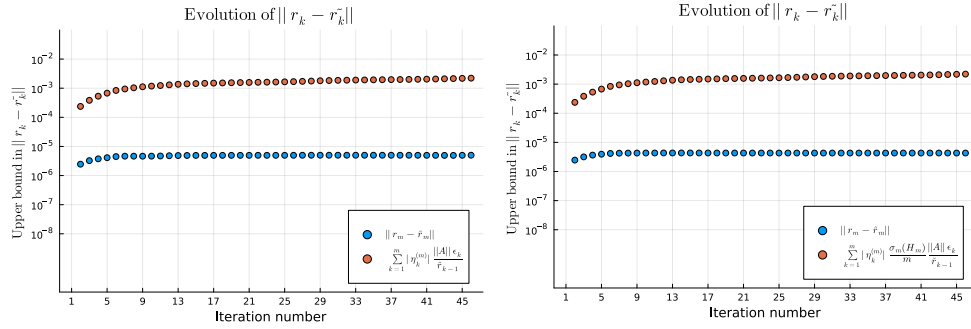 Evolution of || r_k − r̃_k||
Upper bound in || r_k − r̃_k||
10^−2
10^−3
10^−4
10^−5
10^−6
10^−7
10^−8
|| r_m − r̃_m||
∑_{k=1}^{m} | η_k^{(m)}| ||A|| ϵ_k / r̃_{k−1}
1 5 9 13 17 21 25 29 33 37 41 45
Iteration number
Evolution of || r_k − r̃_k||
Upper bound in || r_k − r̃_k||
10^−2
10^−3
10^−4
10^−5
10^−6
10^−7
10^−8
|| r_m − r̃_m||
∑_{k=1}^{m} | η_k^{(m)}| σ_m(H_m) / m ||A|| ϵ_k / r̃_{k−1}
1 5 9 13 17 21 25 29 33 37 41 45
Iteration number